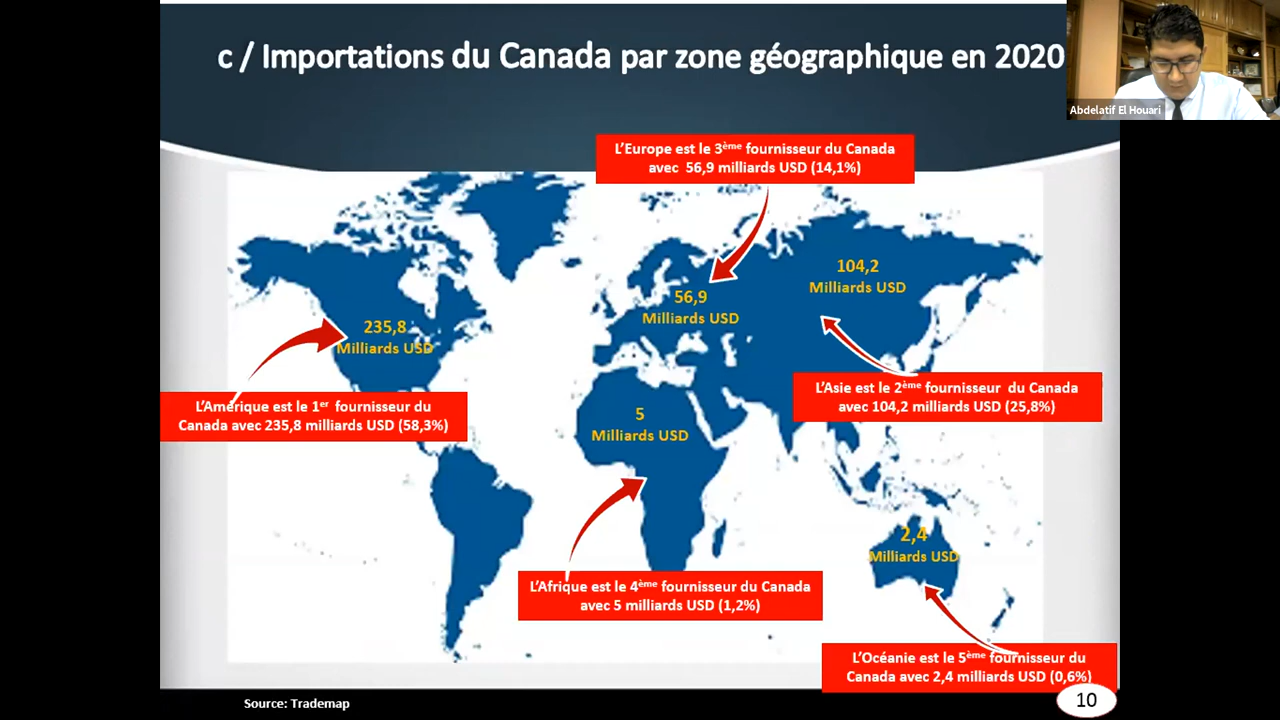 c / Importations du Canada par zone géographique en 2020
Abdelatif El Houari
L'Europe est le 3ème fournisseur du Canada
avec 56,9 milliards USD (14,1%)
104,2
Milliards USD
56,9
Milliards USD
235,8
Milliards USD
L'Asie est le 2ème fournisseur du Canada
avec 104,2 milliards USD (25,8%)
L'Amérique est le 1er fournisseur du
Canada avec 235,8 milliards USD (58,3%)
5
Milliards USD
2,4
Milliards USD
L'Afrique est le 4ème fournisseur du Canada
avec 5 milliards USD (1,2%)
L'Océanie est le 5ème fournisseur du
Canada avec 2,4 milliards USD (0,6%)
Source: Trademap
10